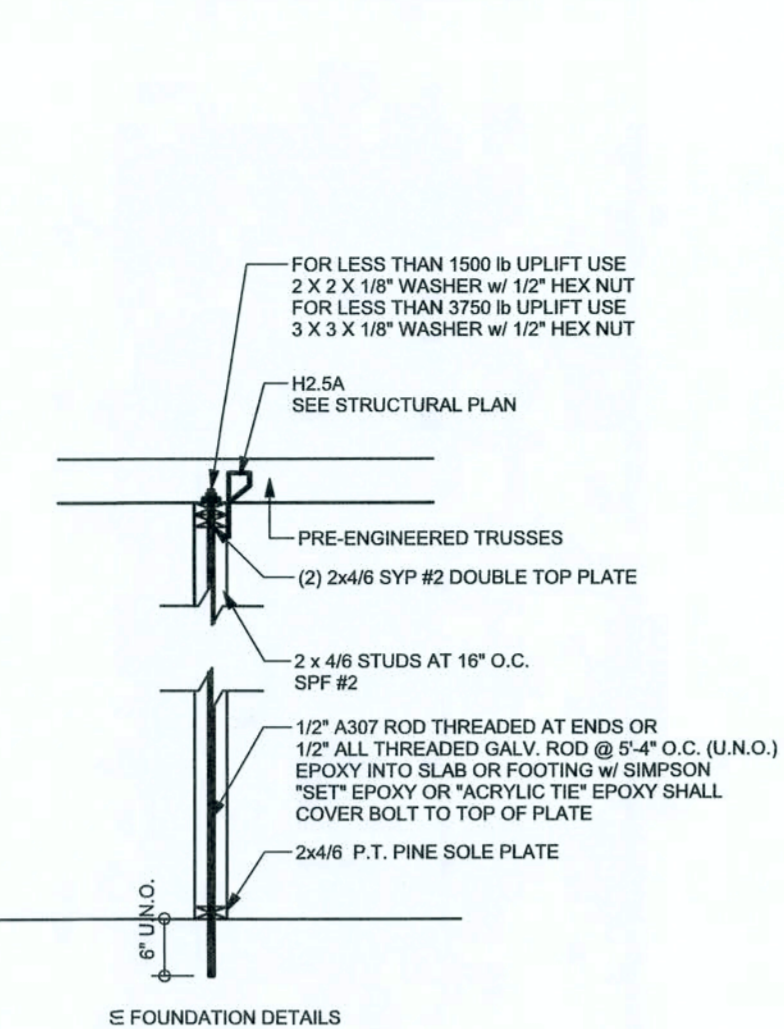 FOR LESS THAN 1500 lb UPLIFT USE
2 X 2 X 1/8" WASHER w/ 1/2" HEX NUT
FOR LESS THAN 3750 lb UPLIFT USE
3 X 3 X 1/8" WASHER w/ 1/2" HEX NUT
H2.5A
SEE STRUCTURAL PLAN
PRE-ENGINEERED TRUSSES
(2) 2x4/6 SYP #2 DOUBLE TOP PLATE
2 x 4/6 STUDS AT 16" O.C.
SPF #2
1/2" A307 ROD THREADED AT ENDS OR
1/2" ALL THREADED GALV. ROD @ 5'-4" O.C. (U.N.O.)
EPOXY INTO SLAB OR FOOTING w/ SIMPSON
"SET" EPOXY OR "ACRYLIC TIE" EPOXY SHALL
COVER BOLT TO TOP OF PLATE
2x4/6 P.T. PINE SOLE PLATE
6" U.N.O.
FOUNDATION DETAILS